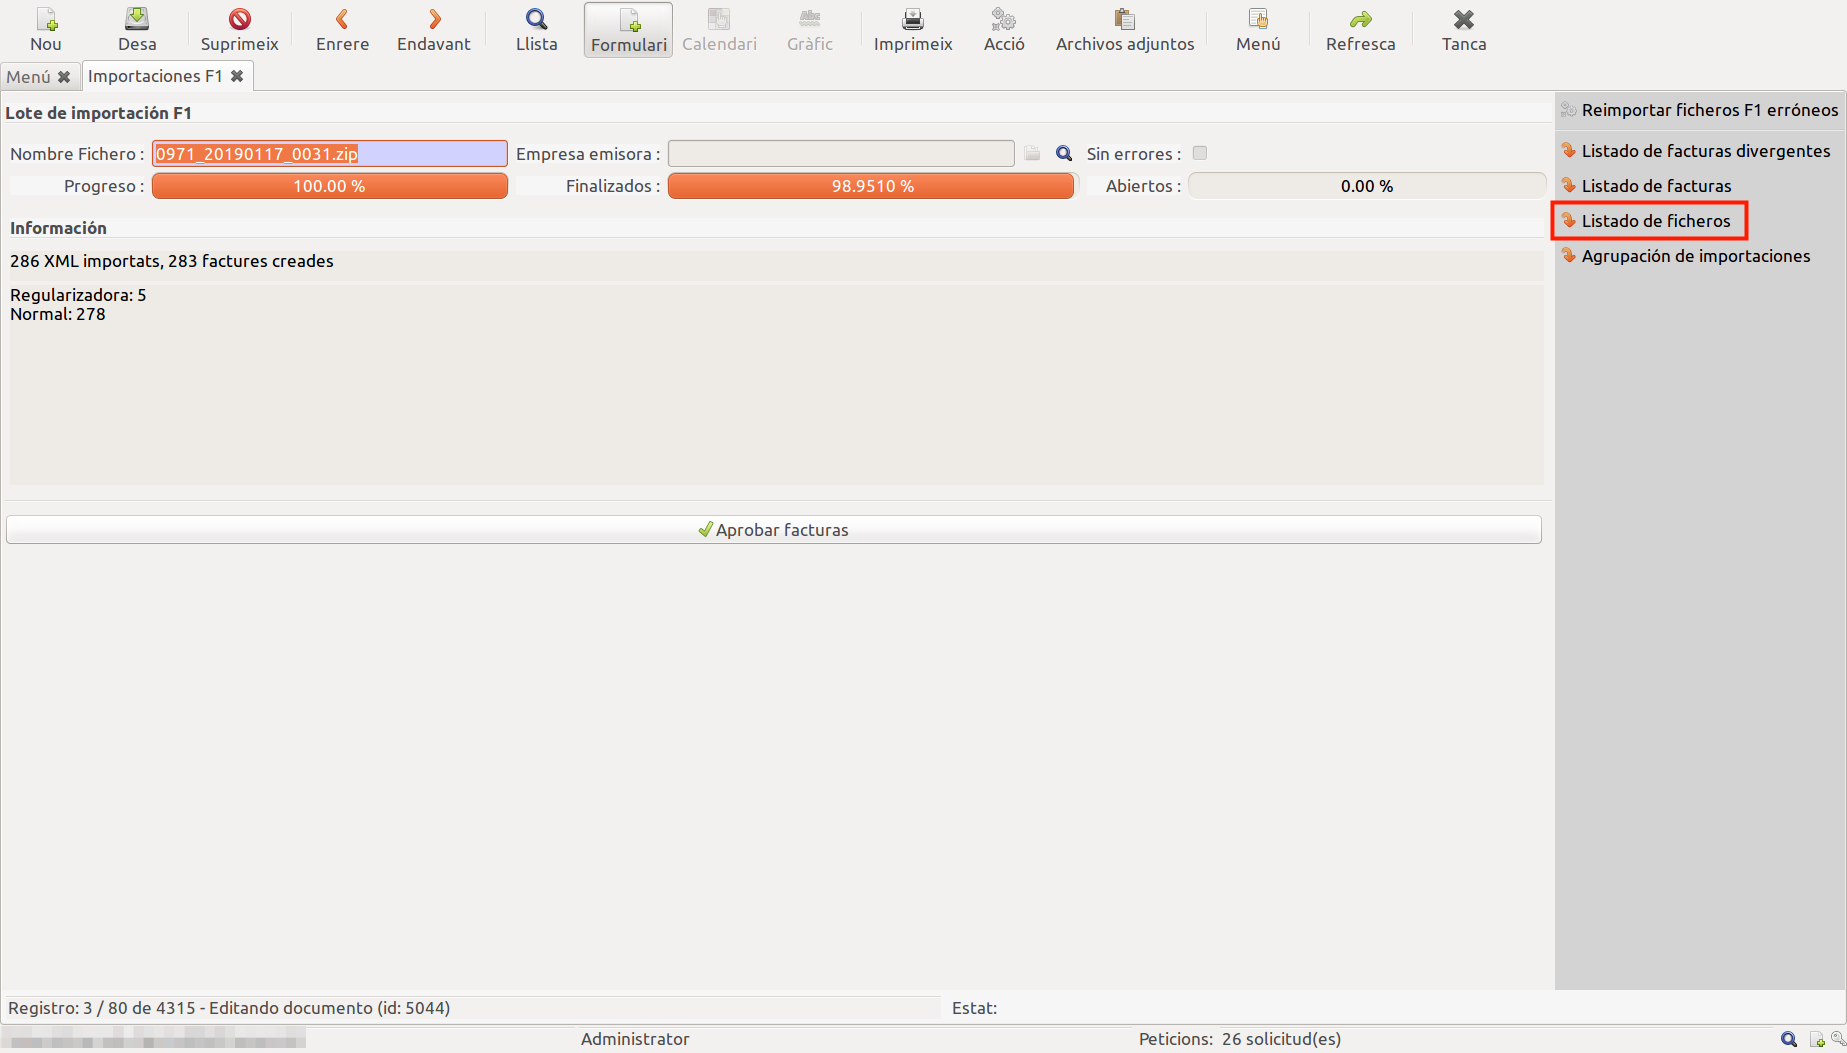 Nou Desa Suprimeix Enrere Endavant Llista Formulari Calendari Gràfic Imprimeix Acció Archivos adjuntos Menú Refresca Tanca
Menú Importaciones F1
Lote de importación F1
Nombre Fichero : 0971_20190117_0031.zip Empresa emisora : Sin errores :
Progreso : 100.00 % Finalizados : 98.9510 % Abiertos : 0.00 %
Información
286 XML importats, 283 factures creades
Regularizadora: 5
Normal: 278
Aprobar facturas
Reimportar ficheros F1 erróneos
Listado de facturas divergentes
Listado de facturas
Listado de ficheros
Agrupación de importaciones
Registro: 3 / 80 de 4315 - Editando documento (id: 5044) Estat:
Administrator Peticions: 26 solicitud(es)